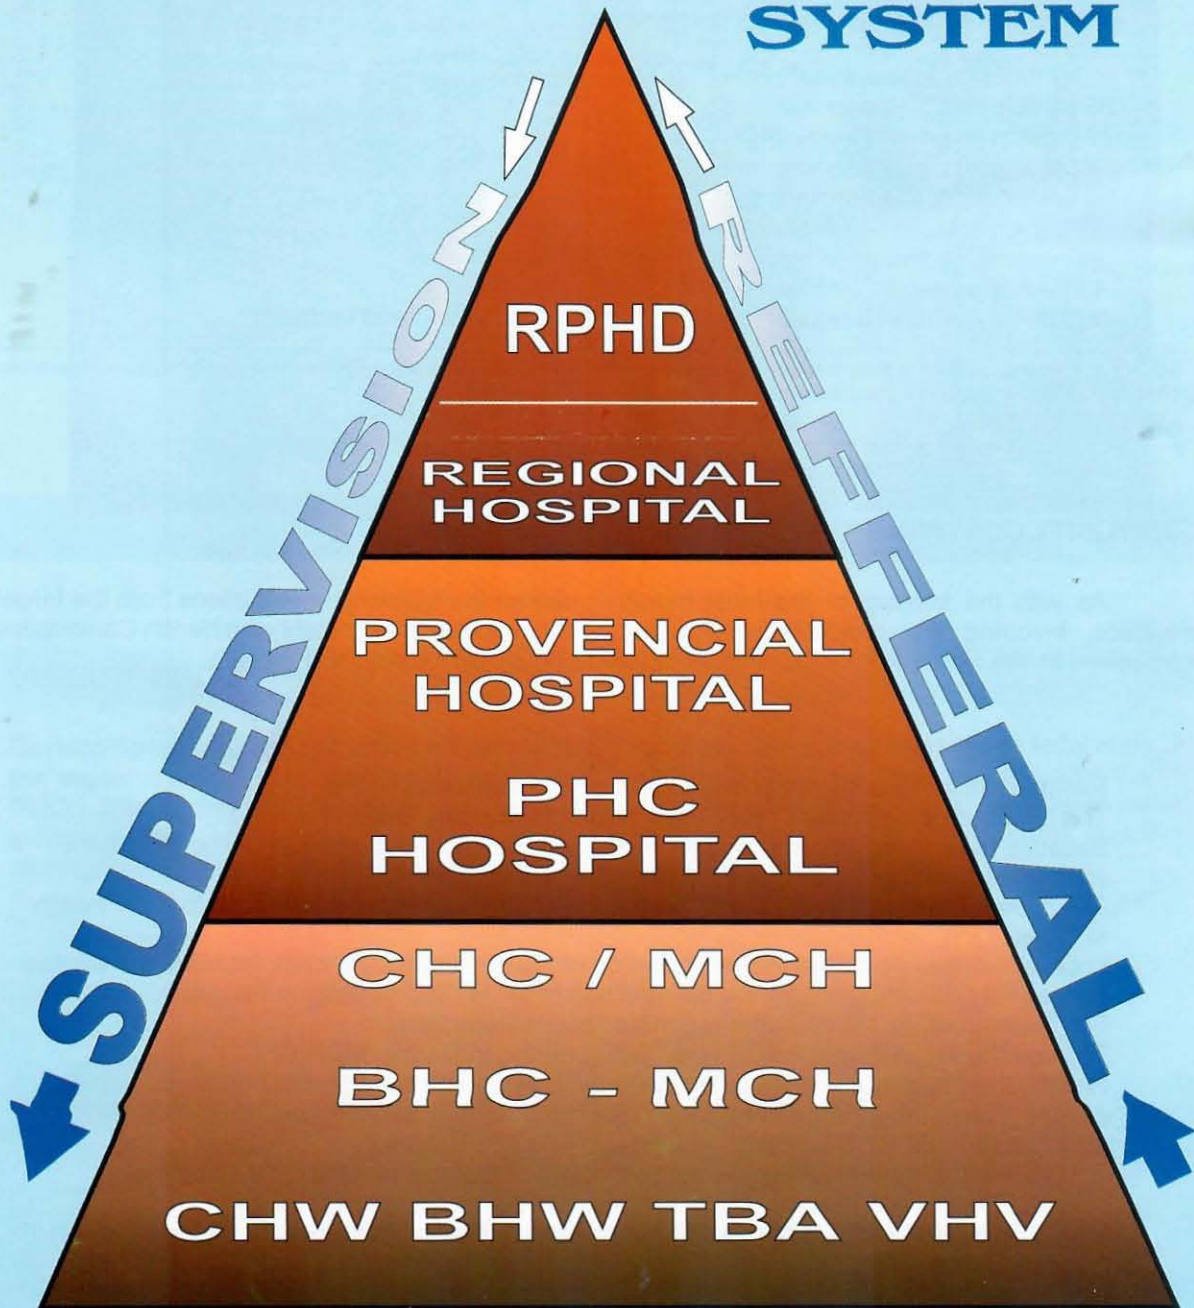 SYSTEM
SUPERVISION
REFFERAL
RPHD
REGIONAL
HOSPITAL
PROVENCIAL
HOSPITAL
PHC
HOSPITAL
CHC / MCH
BHC - MCH
CHW BHW TBA VHV